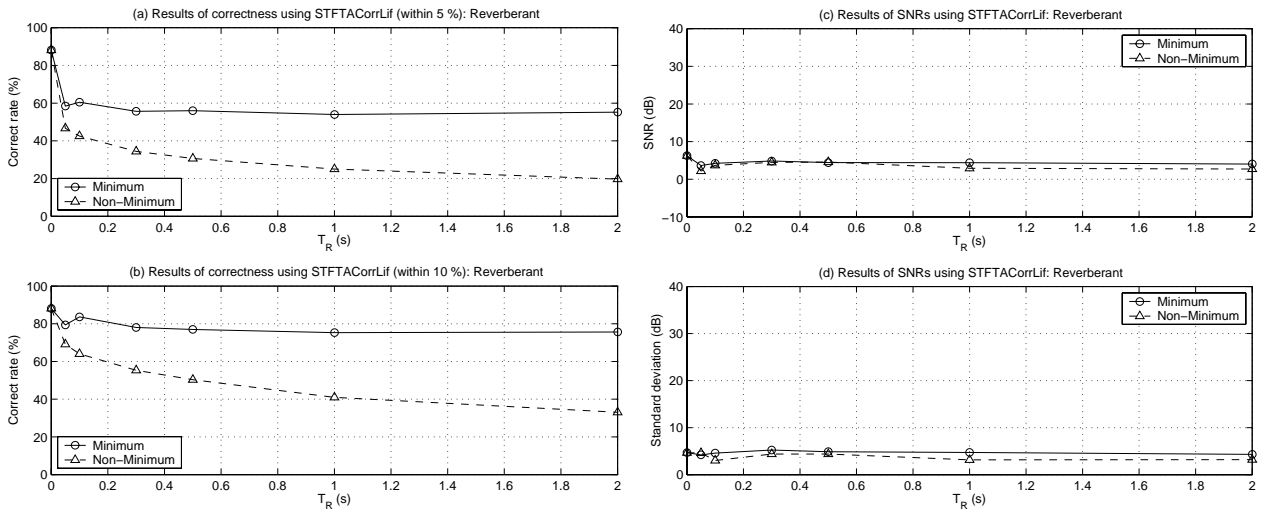 (a) Results of correctness using STFTACorrLif (within 5 %): Reverberant
100
80
60
40
20
0
Correct rate (%)
Minimum
Non−Minimum
0 0.2 0.4 0.6 0.8 1 1.2 1.4 1.6 1.8 2
T_R (s)
(b) Results of correctness using STFTACorrLif (within 10 %): Reverberant
100
80
60
40
20
0
Correct rate (%)
Minimum
Non−Minimum
0 0.2 0.4 0.6 0.8 1 1.2 1.4 1.6 1.8 2
T_R (s)
(c) Results of SNRs using STFTACorrLif: Reverberant
40
30
20
10
0
−10
SNR (dB)
Minimum
Non−Minimum
0 0.2 0.4 0.6 0.8 1 1.2 1.4 1.6 1.8 2
T_R (s)
(d) Results of SNRs using STFTACorrLif: Reverberant
40
30
20
10
0
Standard deviation (dB)
Minimum
Non−Minimum
0 0.2 0.4 0.6 0.8 1 1.2 1.4 1.6 1.8 2
T_R (s)